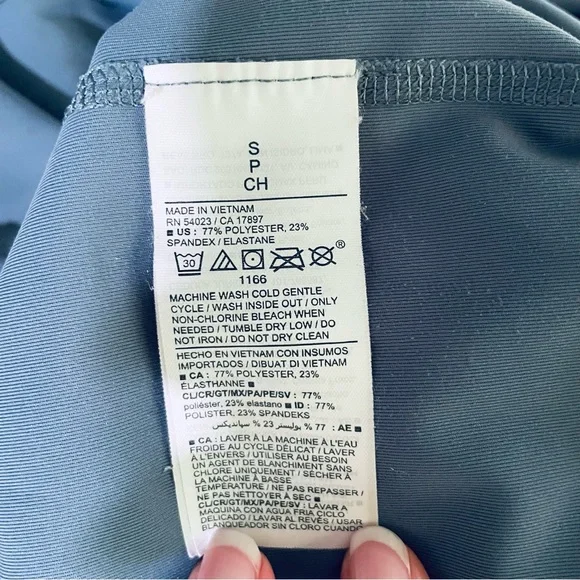 S
P
CH
MADE IN VIETNAM
RN 54023 / CA 17897
■ US : 77% POLYESTER, 23%
SPANDEX / ELASTANE
30 ®
1166
MACHINE WASH COLD GENTLE
CYCLE / WASH INSIDE OUT / ONLY
NON-CHLORINE BLEACH WHEN
NEEDED / TUMBLE DRY LOW / DO
NOT IRON / DO NOT DRY CLEAN
HECHO EN VIETNAM CON INSUMOS
IMPORTADOS / DIBUAT DI VIETNAM
■ CA : 77% POLYESTER, 23%
ÉLASTHANNE ■
CL/CR/GT/MX/PA/PE/SV : 77%
poliéster, 23% elastano ■ ID : 77%
POLISTER, 23% SPANDEKS
■ AE : 77 % بوليستر 23 % سباندیكس
■ CA : LAVER À LA MACHINE À L'EAU
FROIDE AU CYCLE DÉLICAT / LAVER
À L'ENVERS / UTILISER AU BESOIN
UN AGENT DE BLANCHIMENT SANS
CHLORE UNIQUEMENT / SÉCHER À
LA MACHINE À BASSE
TEMPÉRATURE / NE PAS REPASSER /
NE PAS NETTOYER À SEC ■
CL/CR/GT/MX/PA/PE/SV : LAVAR A
MAQUINA CON AGUA FRIA CICLO
DELICADO / LAVAR AL REVÉS / USAR
BLANQUEADOR SIN CLORO CUANDO